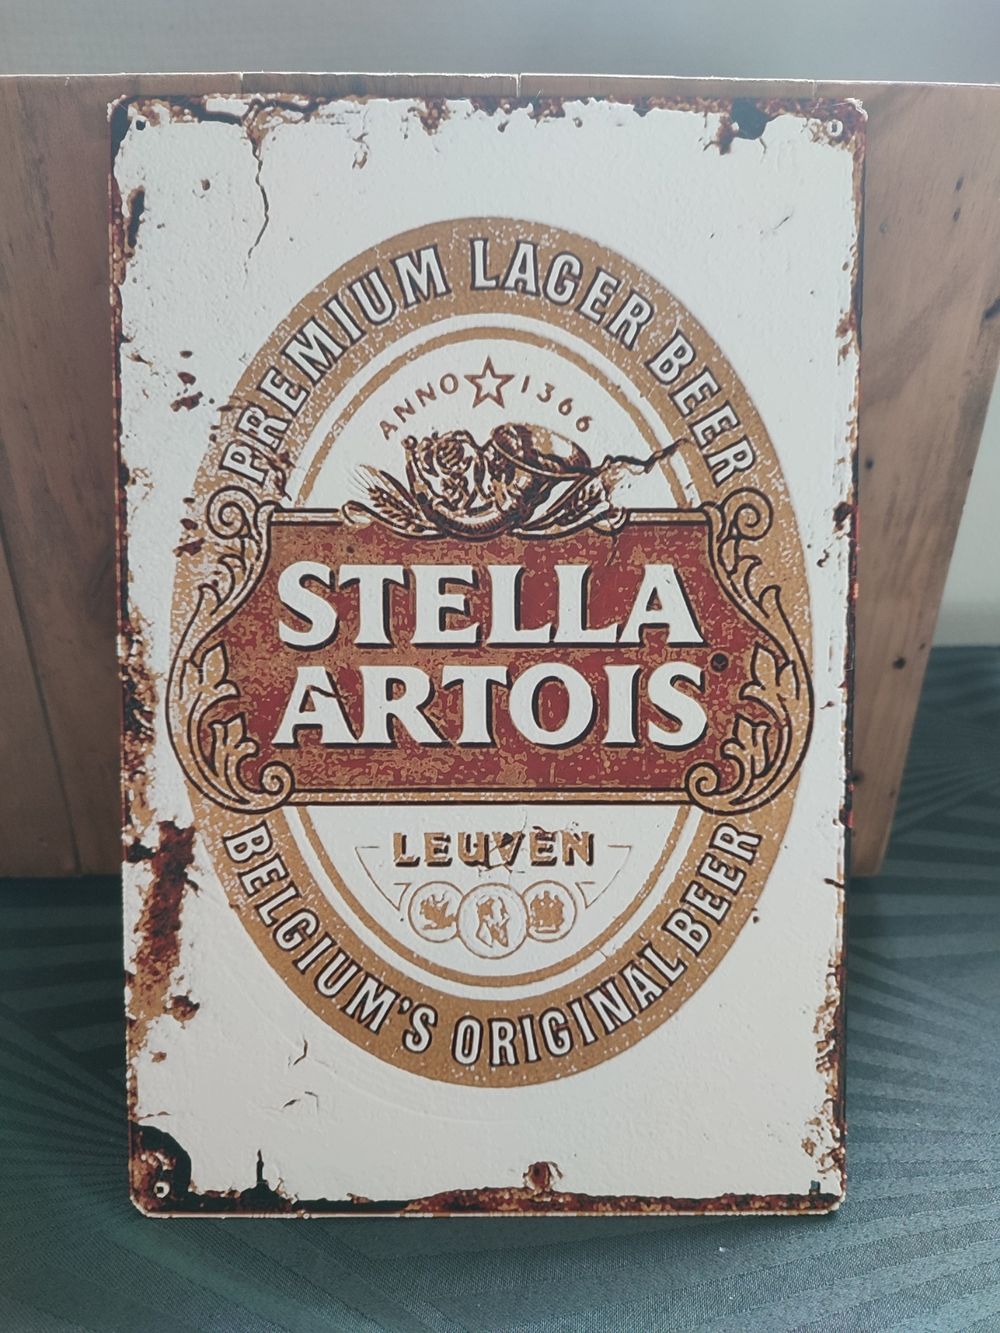 PREMIUM LAGER BEER
ANNO 1366
STELLA
ARTOIS
LEUVEN
BELGIUM'S ORIGINAL BEER